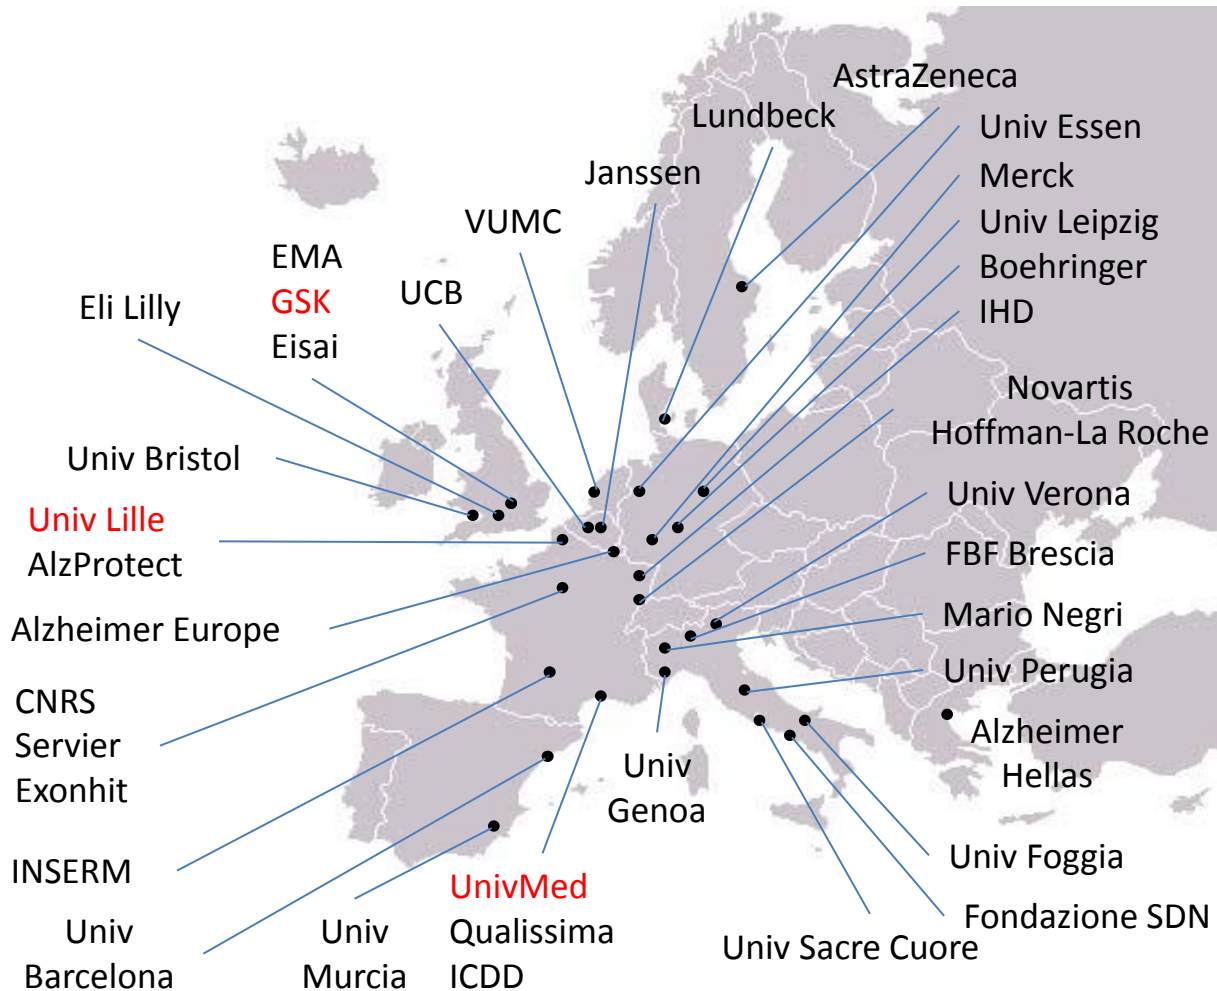 AstraZeneca
Lundbeck
Univ Essen
Janssen
Merck
VUMC
Univ Leipzig
EMA
GSK
Eisai
UCB
Boehringer
Eli Lilly
IHD
Novartis
Hoffman-La Roche
Univ Bristol
Univ Verona
Univ Lille
AlzProtect
FBF Brescia
Alzheimer Europe
Mario Negri
Univ Perugia
CNRS
Servier
Exonhit
Alzheimer
Hellas
Univ
Genoa
INSERM
Univ Foggia
UnivMed
Qualissima
ICDD
Univ
Barcelona
Univ
Murcia
Fondazione SDN
Univ Sacre Cuore